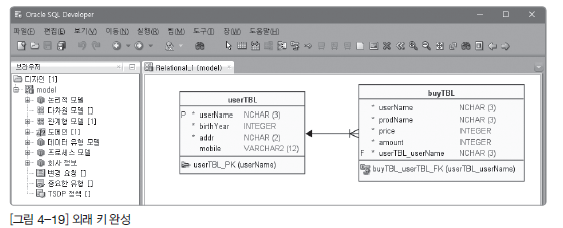 Oracle SQL Developer
파일(F) 편집(E) 보기(V) 이동(N) 실행(R) 팀(M) 도구(T) 창(W) 도움말(H)
브라우저
디자인 [1]
model
논리적 모델
다차원 모델 []
관계형 모델 [1]
도메인 [1]
데이터 유형 모델
프로세스 모델
회사 정보
변경 요청 []
중요한 유형 []
TSDP 정책 []
Relational_1 (model)
userTBL
P * userName NCHAR (3)
* birthYear INTEGER
* addr NCHAR (2)
mobile VARCHAR2 (12)
userTBL_PK (userName)
buyTBL
* userName NCHAR (3)
* prodName NCHAR (3)
* price INTEGER
* amount INTEGER
F * userTBL_userName NCHAR (3)
buyTBL_userTBL_FK (userTBL_userName)
[그림 4-19] 외래 키 완성